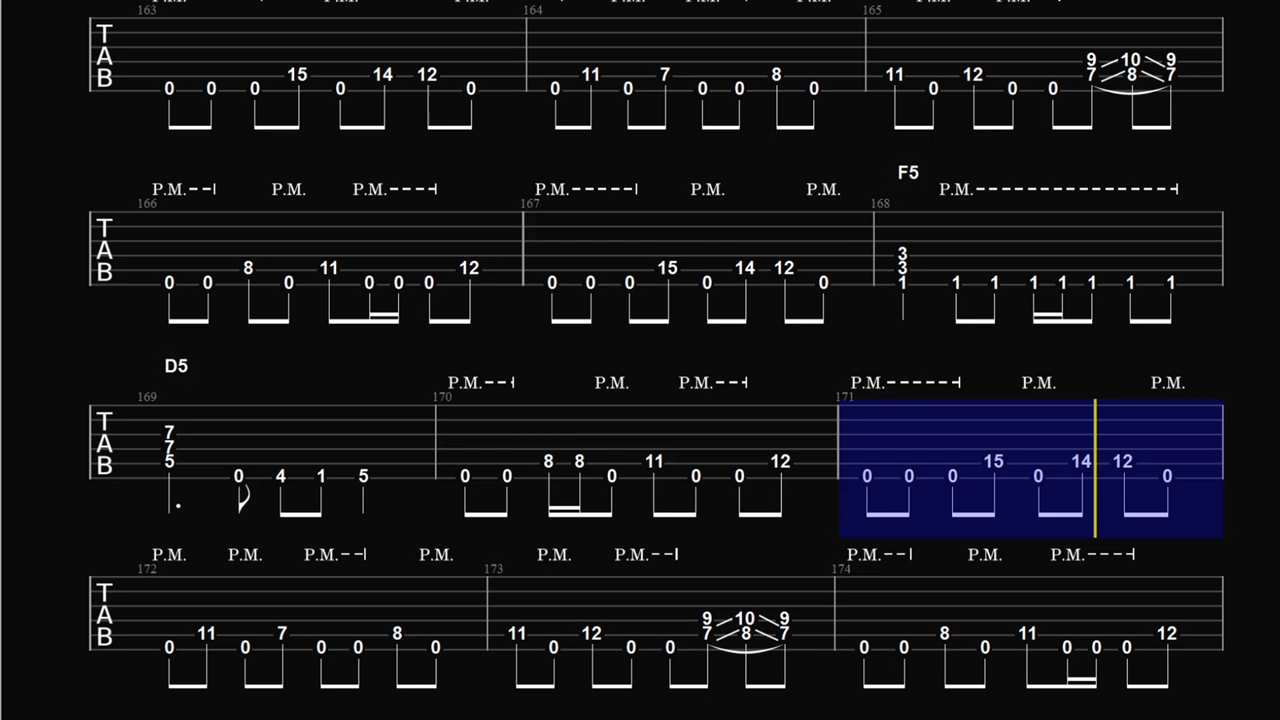 P.M. P.M. P.M. P.M. P.M. P.M.
163 164 165
T
A
B
9 10 9
15 14 12 11 7 8 11 12 7 8 7
0 0 0 0 0 0 0 0 0 0 0 0 0
F5
P.M. P.M. P.M. P.M. P.M. P.M. P.M.
166 167 168
T
A
B
3
8 11 12 15 14 12 3
0 0 0 0 0 0 0 0 0 0 0 1 1 1 1 1 1 1 1
D5
P.M. P.M. P.M. P.M. P.M. P.M.
169 170 171
T
A
B
7
7
5 8 8 11 12 15 14 12
0 4 1 5 0 0 0 0 0 0 0 0 0 0
P.M. P.M. P.M. P.M. P.M. P.M. P.M. P.M. P.M.
172 173 174
T
A
B
9 10 9
11 7 8 11 12 7 8 7 8 11 12
0 0 0 0 0 0 0 0 0 0 0 0 0 0